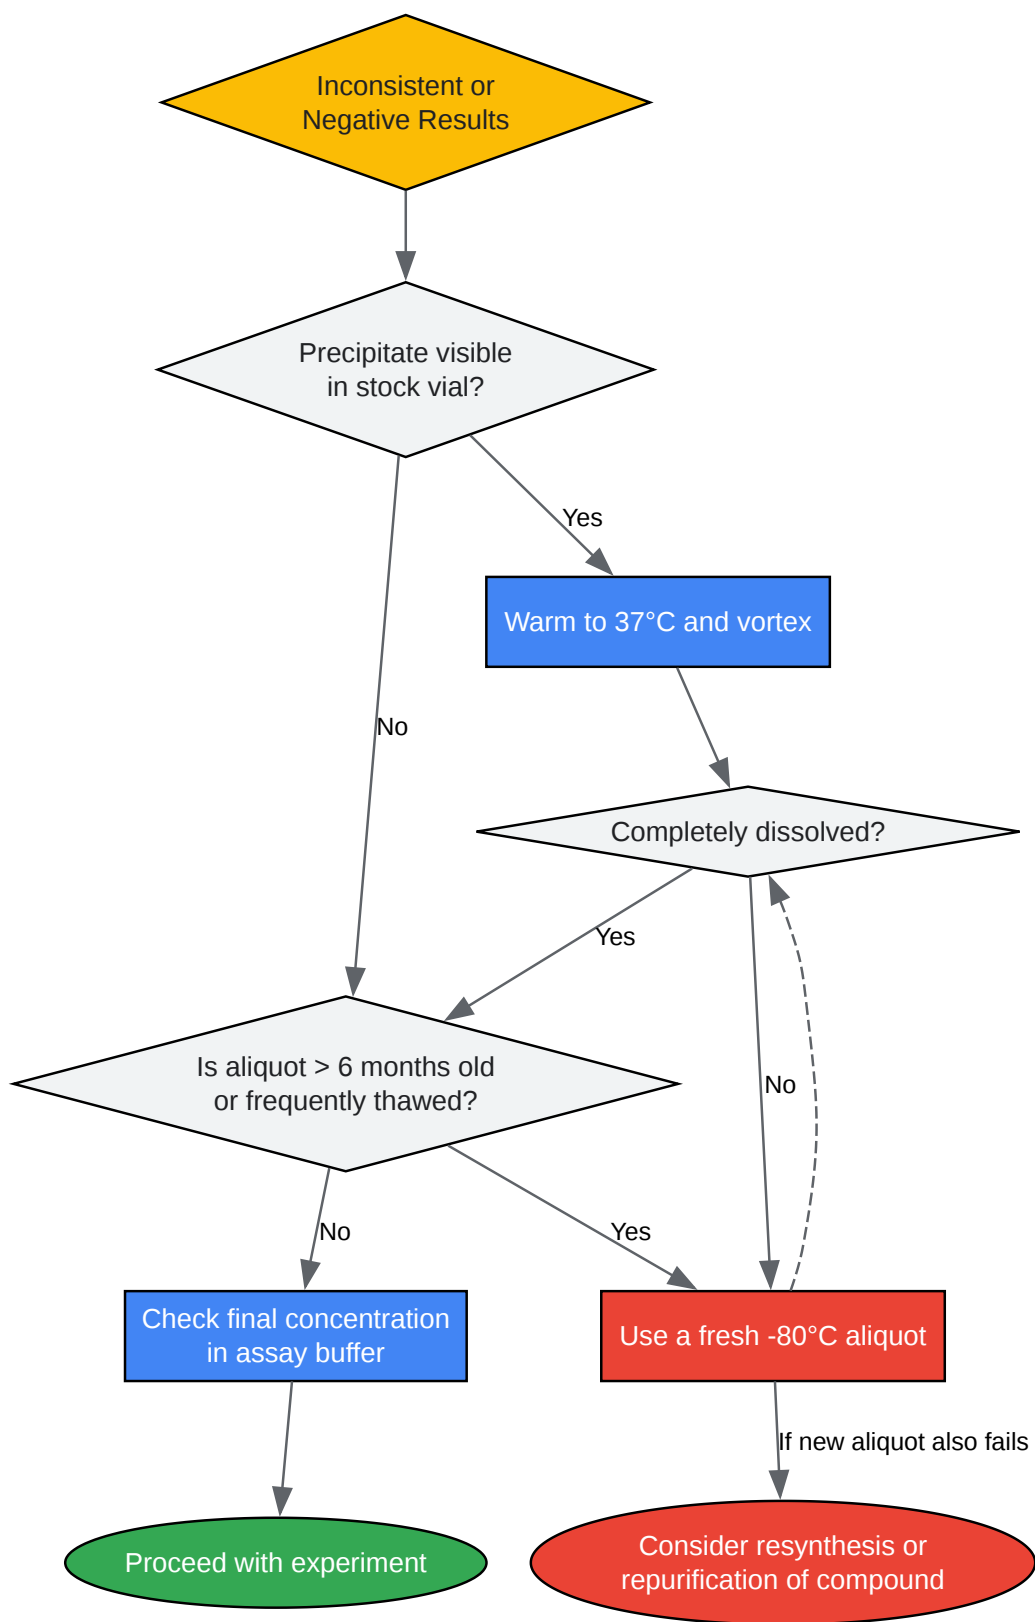 Inconsistent or
Negative Results
Precipitate visible
in stock vial?
Yes
Warm to 37°C and vortex
No
Completely dissolved?
Yes
Is aliquot > 6 months old
or frequently thawed?
No
No
Yes
Check final concentration
in assay buffer
Use a fresh -80°C aliquot
If new aliquot also fails
Proceed with experiment
Consider resynthesis or
repurification of compound